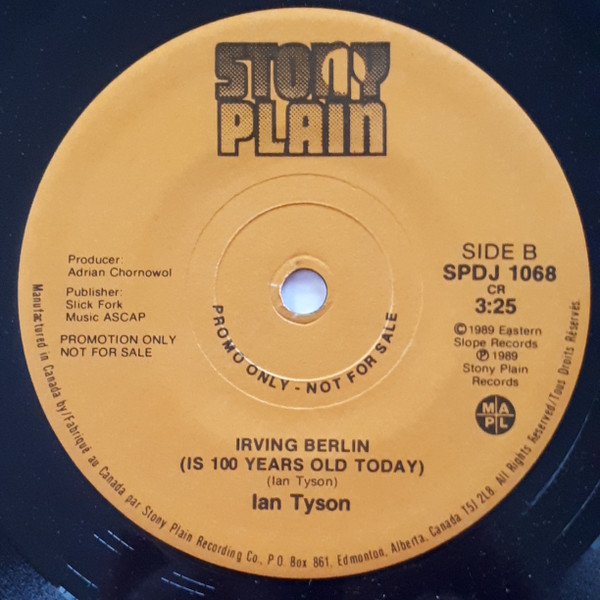 STONY
PLAIN
Producer:
Adrian Chornowol
Publisher:
Slick Fork
Music ASCAP
PROMOTION ONLY
NOT FOR SALE
SIDE B
SPDJ 1068
CR
3:25
©1989 Eastern
Slope Records
℗ 1989
Stony Plain
Records
M A
P L
PROMO ONLY - NOT FOR SALE
IRVING BERLIN
(IS 100 YEARS OLD TODAY)
(Ian Tyson)
Ian Tyson
Manufactured in Canada by/Fabriqué au Canada par Stony Plain Recording Co., P.O. Box 861, Edmonton, Alberta, Canada T5J 2L8. All Rights Reserved/Tous Droits Réservés.